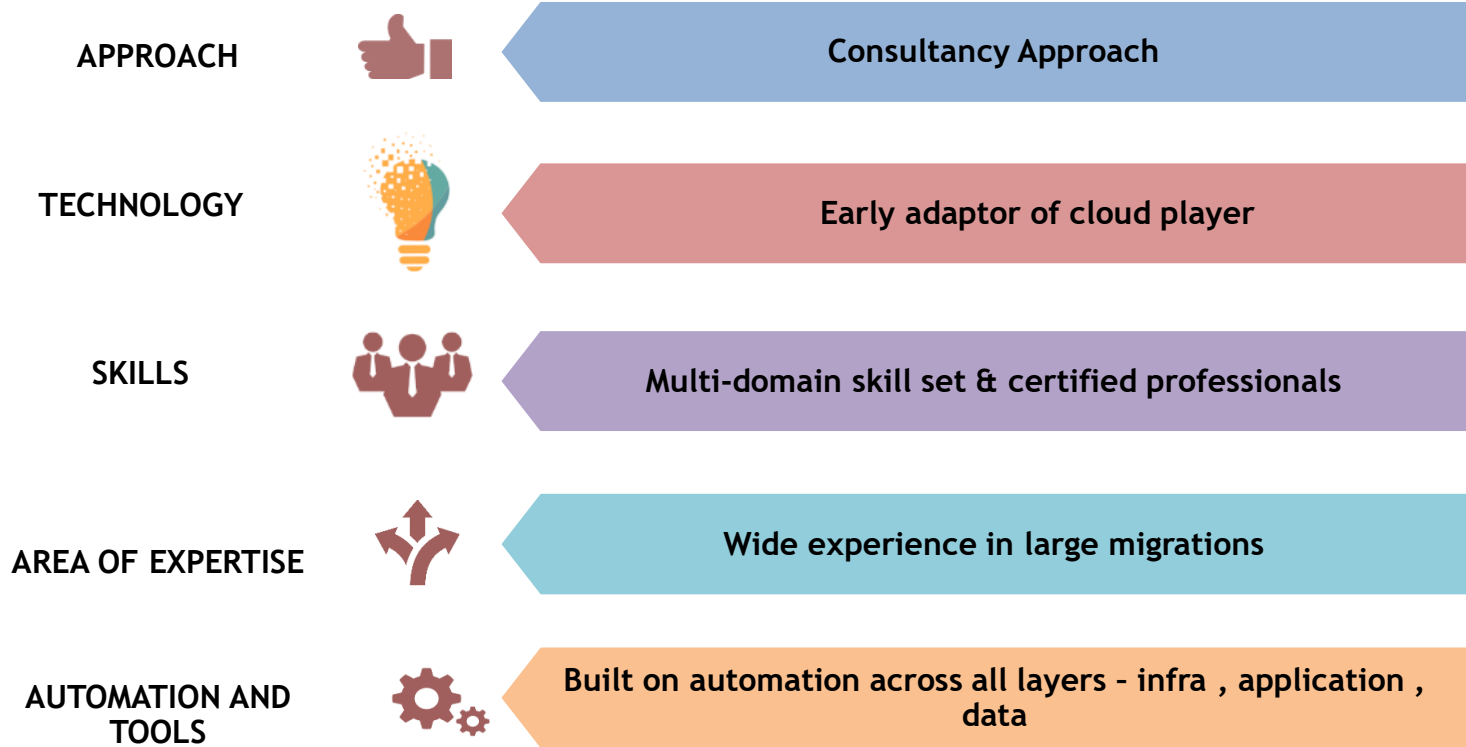 APPROACH
Consultancy Approach
TECHNOLOGY
Early adaptor of cloud player
SKILLS
Multi-domain skill set & certified professionals
AREA OF EXPERTISE
Wide experience in large migrations
AUTOMATION AND
TOOLS
Built on automation across all layers – infra , application ,
data